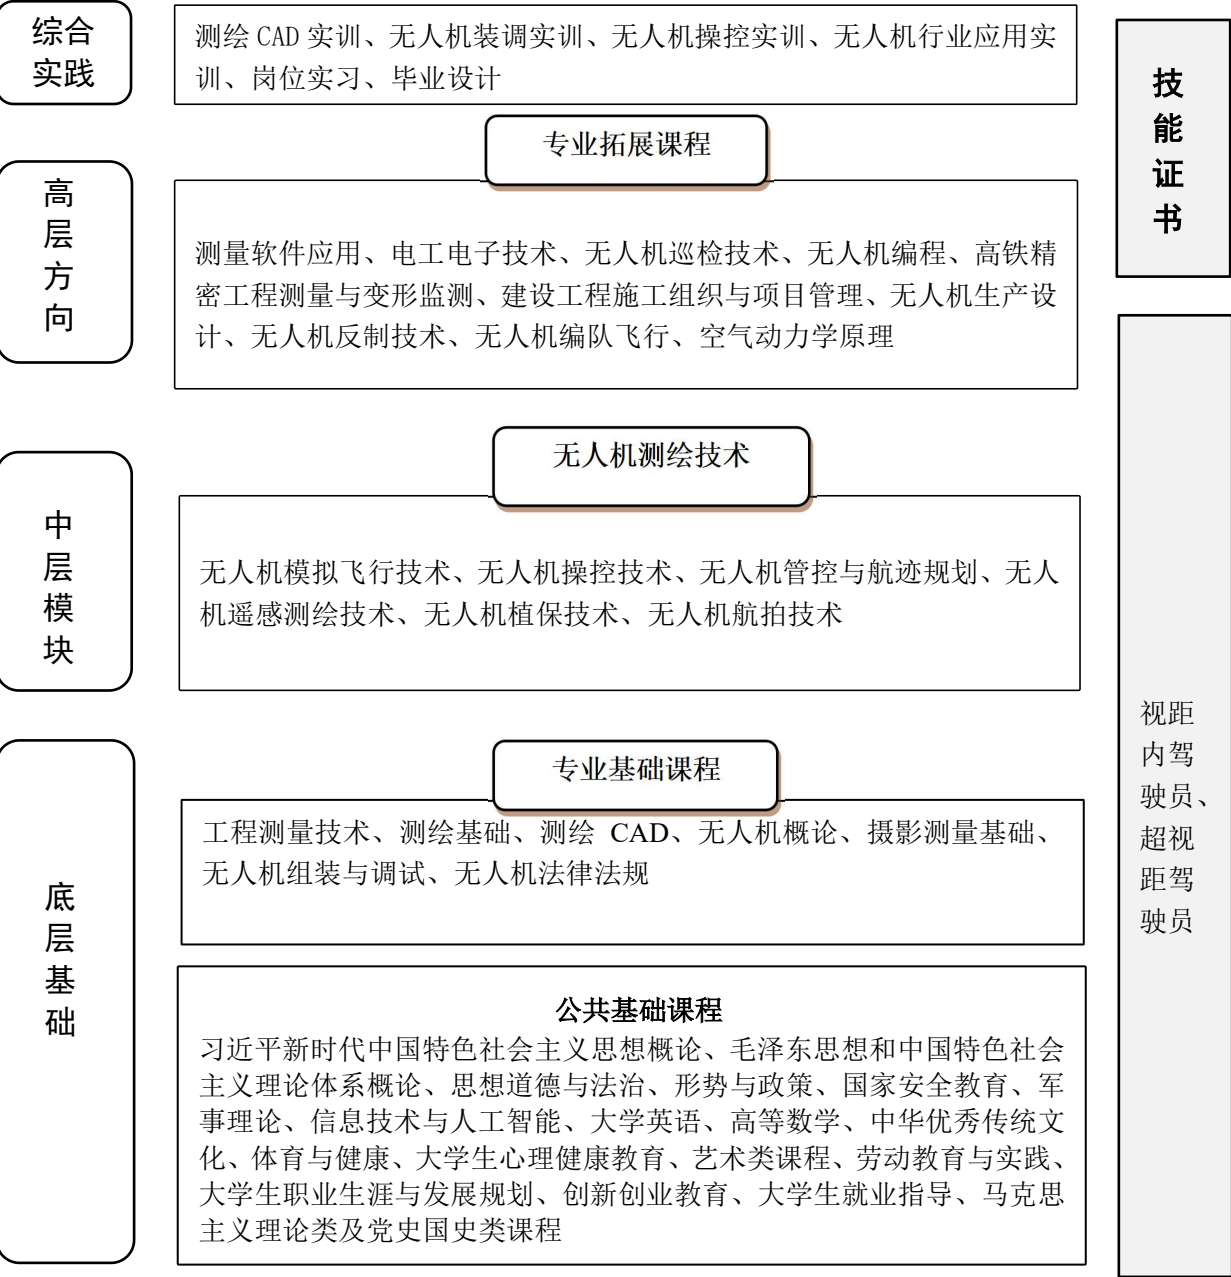 综合
实践
测绘 CAD 实训、无人机装调实训、无人机操控实训、无人机行业应用实
训、岗位实习、毕业设计
专业拓展课程
高
层
方
向
测量软件应用、电工电子技术、无人机巡检技术、无人机编程、高铁精
密工程测量与变形监测、建设工程施工组织与项目管理、无人机生产设
计、无人机反制技术、无人机编队飞行、空气动力学原理
无人机测绘技术
中
层
模
块
无人机模拟飞行技术、无人机操控技术、无人机管控与航迹规划、无人
机遥感测绘技术、无人机植保技术、无人机航拍技术
专业基础课程
底
层
基
础
工程测量技术、测绘基础、测绘 CAD、无人机概论、摄影测量基础、
无人机组装与调试、无人机法律法规
公共基础课程
习近平新时代中国特色社会主义思想概论、毛泽东思想和中国特色社会
主义理论体系概论、思想道德与法治、形势与政策、国家安全教育、军
事理论、信息技术与人工智能、大学英语、高等数学、中华优秀传统文
化、体育与健康、大学生心理健康教育、艺术类课程、劳动教育与实践、
大学生职业生涯与发展规划、创新创业教育、大学生就业指导、马克思
主义理论类及党史国史类课程
技
能
证
书
视距
内驾
驶员、
超视
距驾
驶员